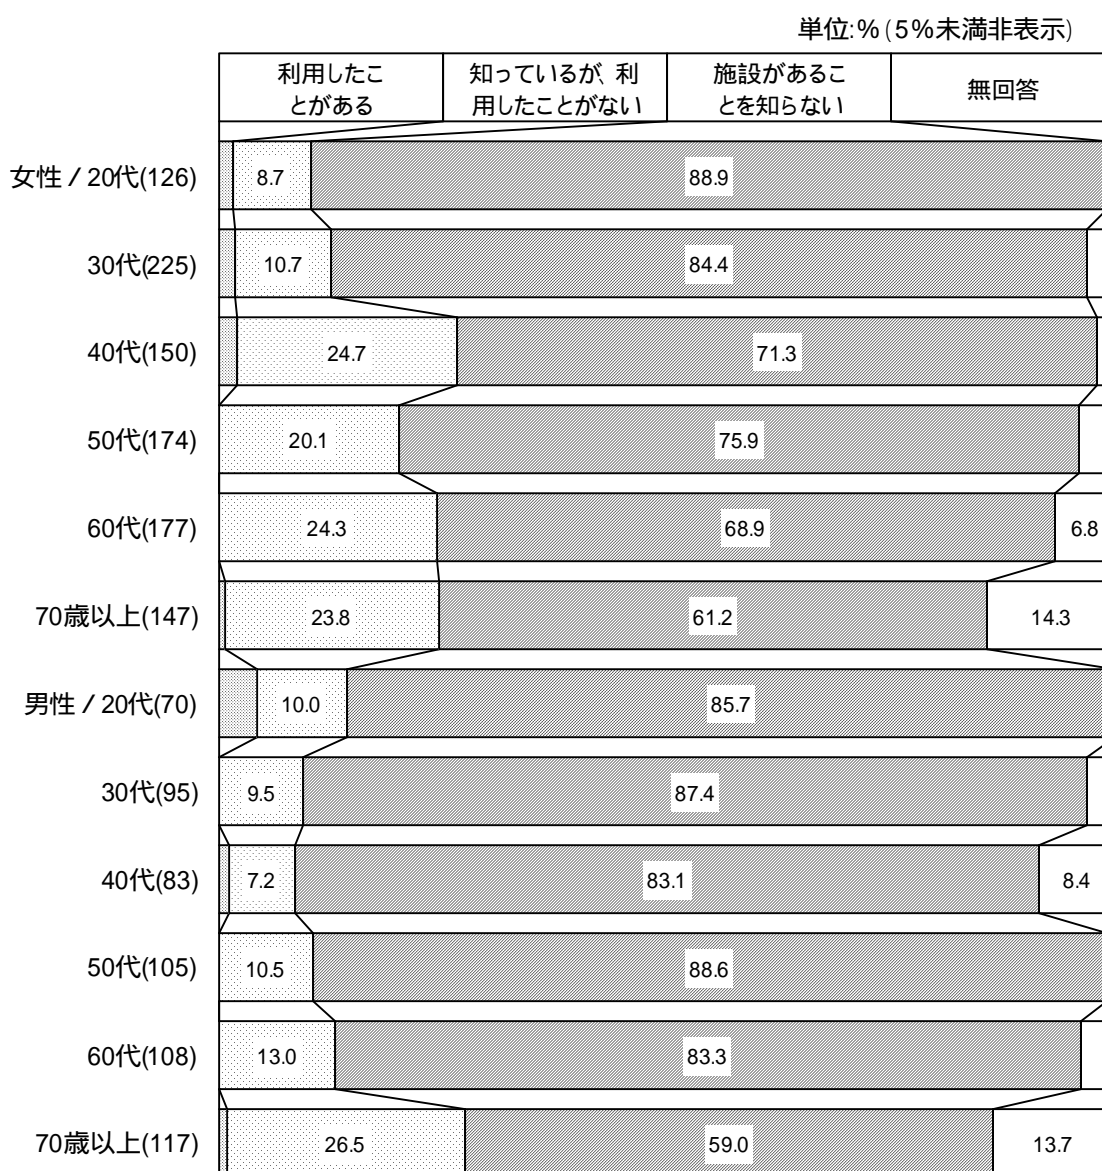 単位:%(5%未満非表示)
利用したこ
とがある
知っているが、利
用したことがない
施設があるこ
とを知らない
無回答
女性/20代(126) 8.7 88.9
30代(225) 10.7 84.4
40代(150) 24.7 71.3
50代(174) 20.1 75.9
60代(177) 24.3 68.9 6.8
70歳以上(147) 23.8 61.2 14.3
男性/20代(70) 10.0 85.7
30代(95) 9.5 87.4
40代(83) 7.2 83.1 8.4
50代(105) 10.5 88.6
60代(108) 13.0 83.3
70歳以上(117) 26.5 59.0 13.7